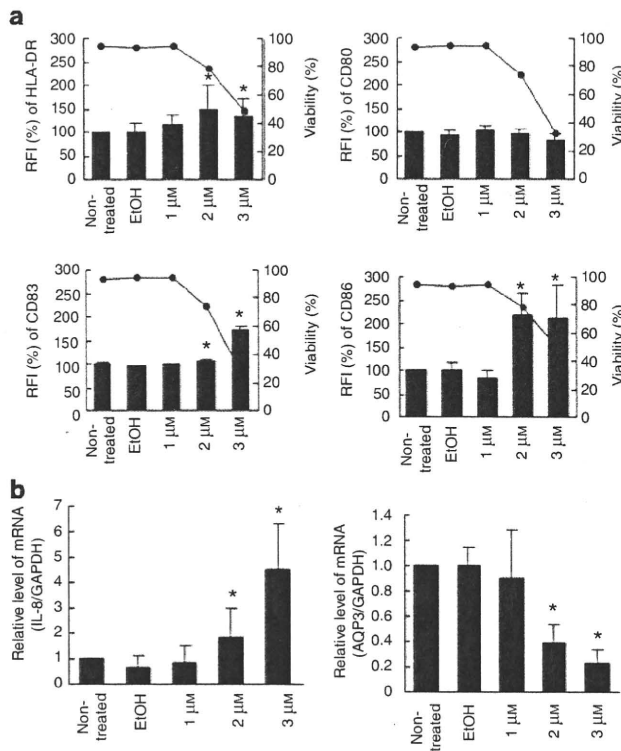 a
300
250
200
150
100
50
0
RFI (%) of HLA-DR
100
80
60
40
20
0
Viability (%)
* *
Non-
treated
EtOH
1 μM
2 μM
3 μM
300
250
200
150
100
50
0
RFI (%) of CD80
100
80
60
40
20
0
Viability (%)
Non-
treated
EtOH
1 μM
2 μM
3 μM
300
250
200
150
100
50
0
RFI (%) of CD83
100
80
60
40
20
0
Viability (%)
* *
Non-
treated
EtOH
1 μM
2 μM
3 μM
300
250
200
150
100
50
0
RFI (%) of CD86
100
80
60
40
20
0
Viability (%)
* *
Non-
treated
EtOH
1 μM
2 μM
3 μM
b
7
6
5
4
2
1
0
Relative level of mRNA
(IL-8/GAPDH)
* *
Non-
treated
EtOH
1 μM
2 μM
3 μM
1.4
1.2
1.0
0.8
0.6
0.4
0.2
0
Relative level of mRNA
(AQP3/GAPDH)
* *
Non-
treated
EtOH
1 μM
2 μM
3 μM